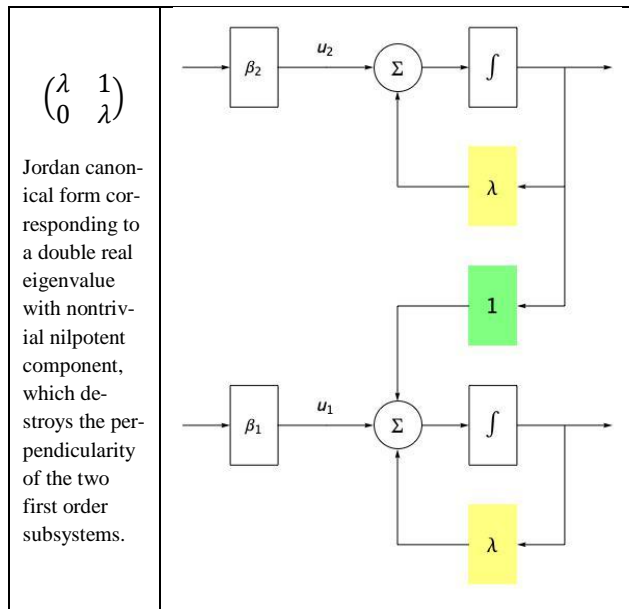 (λ 1
0 λ)
Jordan canon-
ical form cor-
responding to
a double real
eigenvalue
with nontriv-
ial nilpotent
component,
which de-
stroys the per-
pendicularity
of the two
first order
subsystems.
β₂ u₂ Σ ∫
λ
1
β₁ u₁ Σ ∫
λ